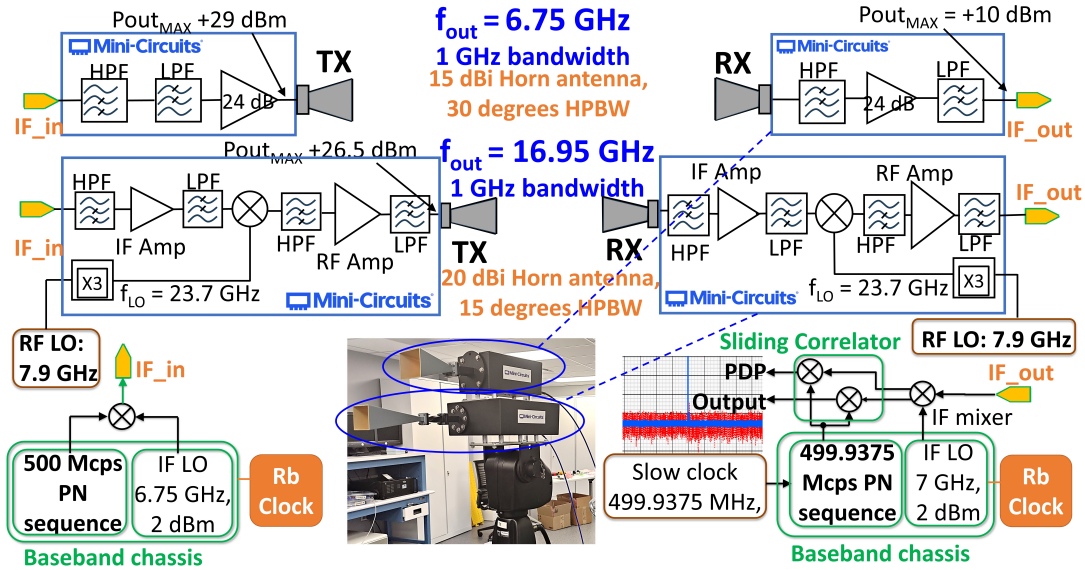 Pout_MAX +29 dBm
Mini-Circuits
HPF
LPF
24 dB
IF_in
TX
f_out = 6.75 GHz
1 GHz bandwidth
15 dBi Horn antenna,
30 degrees HPBW
Pout_MAX = +10 dBm
RX
Mini-Circuits
HPF
24 dB
LPF
IF_out
Pout_MAX +26.5 dBm
HPF
LPF
IF Amp
HPF
RF Amp
LPF
IF_in
X3
f_LO = 23.7 GHz
Mini-Circuits
TX
f_out = 16.95 GHz
1 GHz bandwidth
20 dBi Horn antenna,
15 degrees HPBW
RX
IF Amp
HPF
LPF
RF Amp
HPF
LPF
IF_out
f_LO = 23.7 GHz
X3
Mini-Circuits
RF LO:
7.9 GHz
RF LO: 7.9 GHz
IF_in
500 Mcps
PN
sequence
IF LO
6.75 GHz,
2 dBm
Rb
Clock
Baseband chassis
Mini-Circuits
Mini-Circuits
Sliding Correlator
PDP
Output
IF_out
IF mixer
Slow clock
499.9375 MHz,
499.9375
Mcps PN
sequence
IF LO
7 GHz,
2 dBm
Rb
Clock
Baseband chassis